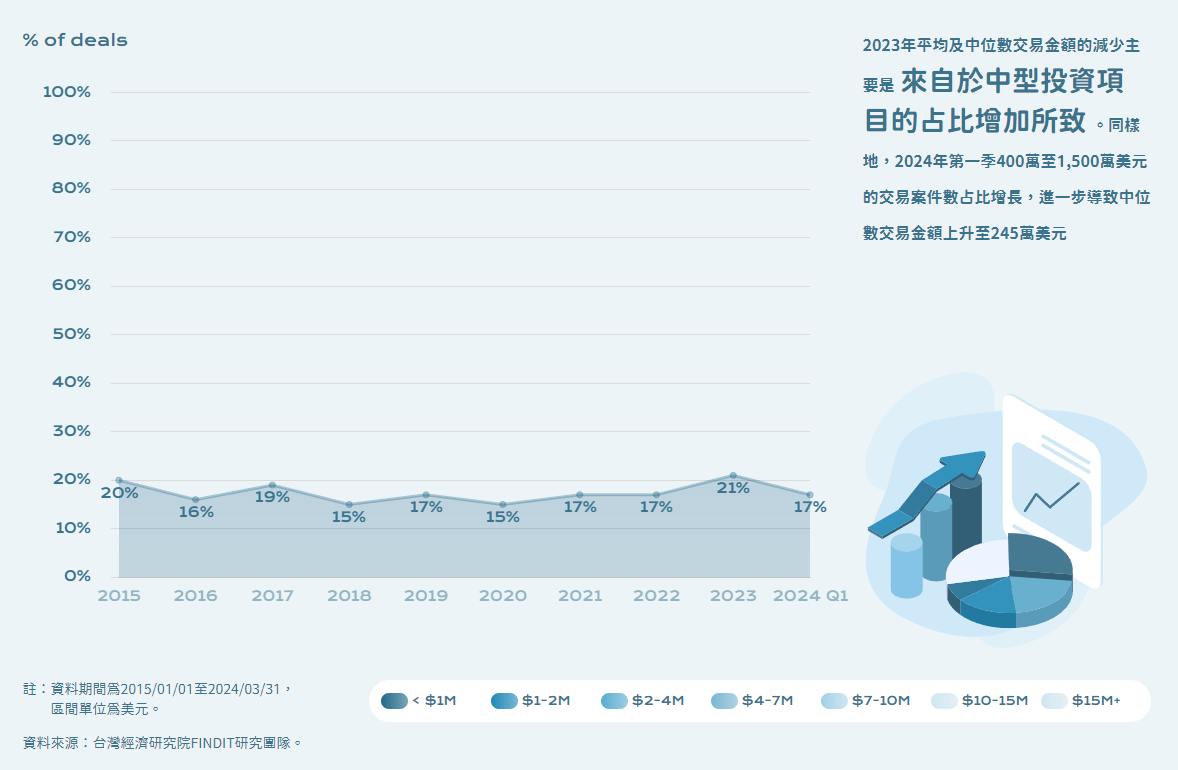 % of deals
100%
90%
80%
70%
60%
50%
40%
30%
20%
10%
0%
20%
16%
19%
15%
17%
15%
17%
17%
21%
17%
2015
2016
2017
2018
2019
2020
2021
2022
2023
2024 Q1
2023年平均及中位數交易金額的減少主
要是 來自於中型投資項
目的占比增加所致 。同樣
地，2024年第一季400萬至1,500萬美元
的交易案件數占比增長，進一步導致中位
數交易金額上升至245萬美元
註：資料期間為2015/01/01至2024/03/31，
區間單位為美元。
資料來源：台灣經濟研究院FINDIT研究團隊。
< $1M
$1-2M
$2-4M
$4-7M
$7-10M
$10-15M
$15M+